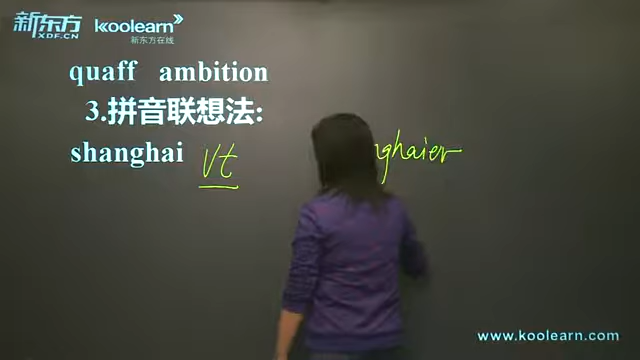 新东方 koolearn
XDF.CN 新东方在线
quaff ambition
3.拼音联想法:
shanghai vt nghaier
www.koolearn.com